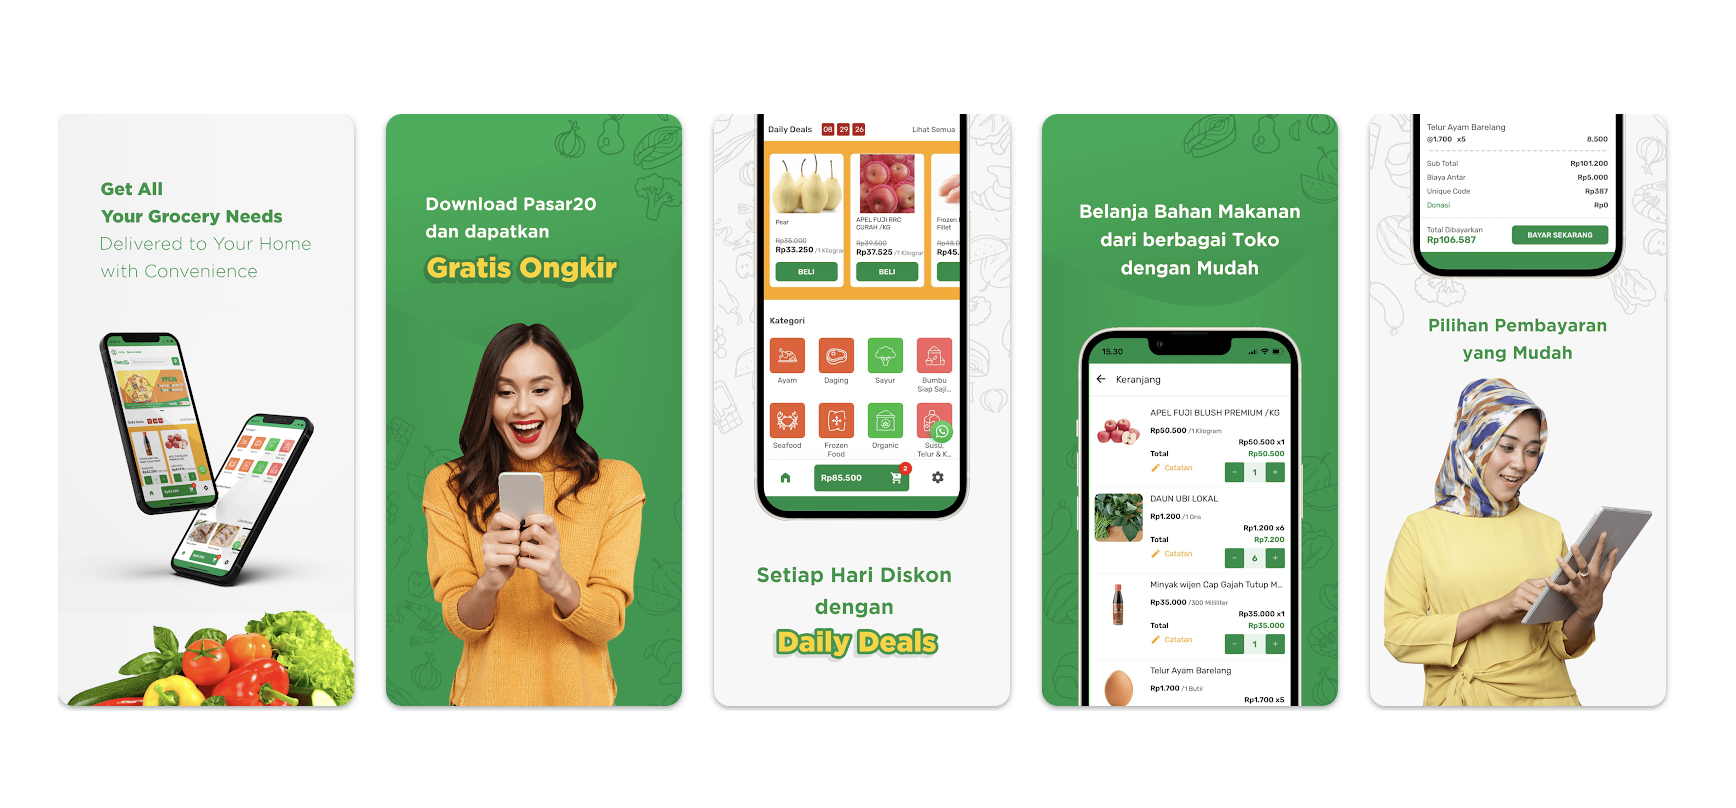 Get All
Your Grocery Needs
Delivered to Your Home
with Convenience
Download Pasar20
dan dapatkan
Gratis Ongkir
Daily Deals 08 29 26 Lihat Semua
Pear
Rp35.000
Rp33.250 /1 Kilogram
BELI
APEL FUJI RRC
CURAH /KG
Rp39.500
Rp37.525 /1 Kilogram
BELI
Frozen
Fillet
Rp48.0
Rp45.
Kategori
Ayam
Daging
Sayur
Bumbu
Siap Saji...
Seafood
Frozen
Food
Organic
Susu,
Telur & K...
Rp85.500
2
Setiap Hari Diskon
dengan
Daily Deals
Belanja Bahan Makanan
dari berbagai Toko
dengan Mudah
15.30
Keranjang
APEL FUJI BLUSH PREMIUM /KG
Rp50.500 /1 Kilogram
Rp50.500 x1
Total Rp50.500
Catatan - 1 +
DAUN UBI LOKAL
Rp1.200 /1 Ons
Rp1.200 x6
Total Rp7.200
Catatan - 6 +
Minyak wijen Cap Gajah Tutup M...
Rp35.000 /300 Mililiter
Rp35.000 x1
Total Rp35.000
Catatan - 1 +
Telur Ayam Barelang
Rp1.700 /1 Butir
Rp1.700 x5
Telur Ayam Barelang
@1.700 x5 8.500
Sub Total Rp101.200
Biaya Antar Rp5.000
Unique Code Rp387
Donasi Rp0
Total Dibayarkan
Rp106.587
BAYAR SEKARANG
Pilihan Pembayaran
yang Mudah